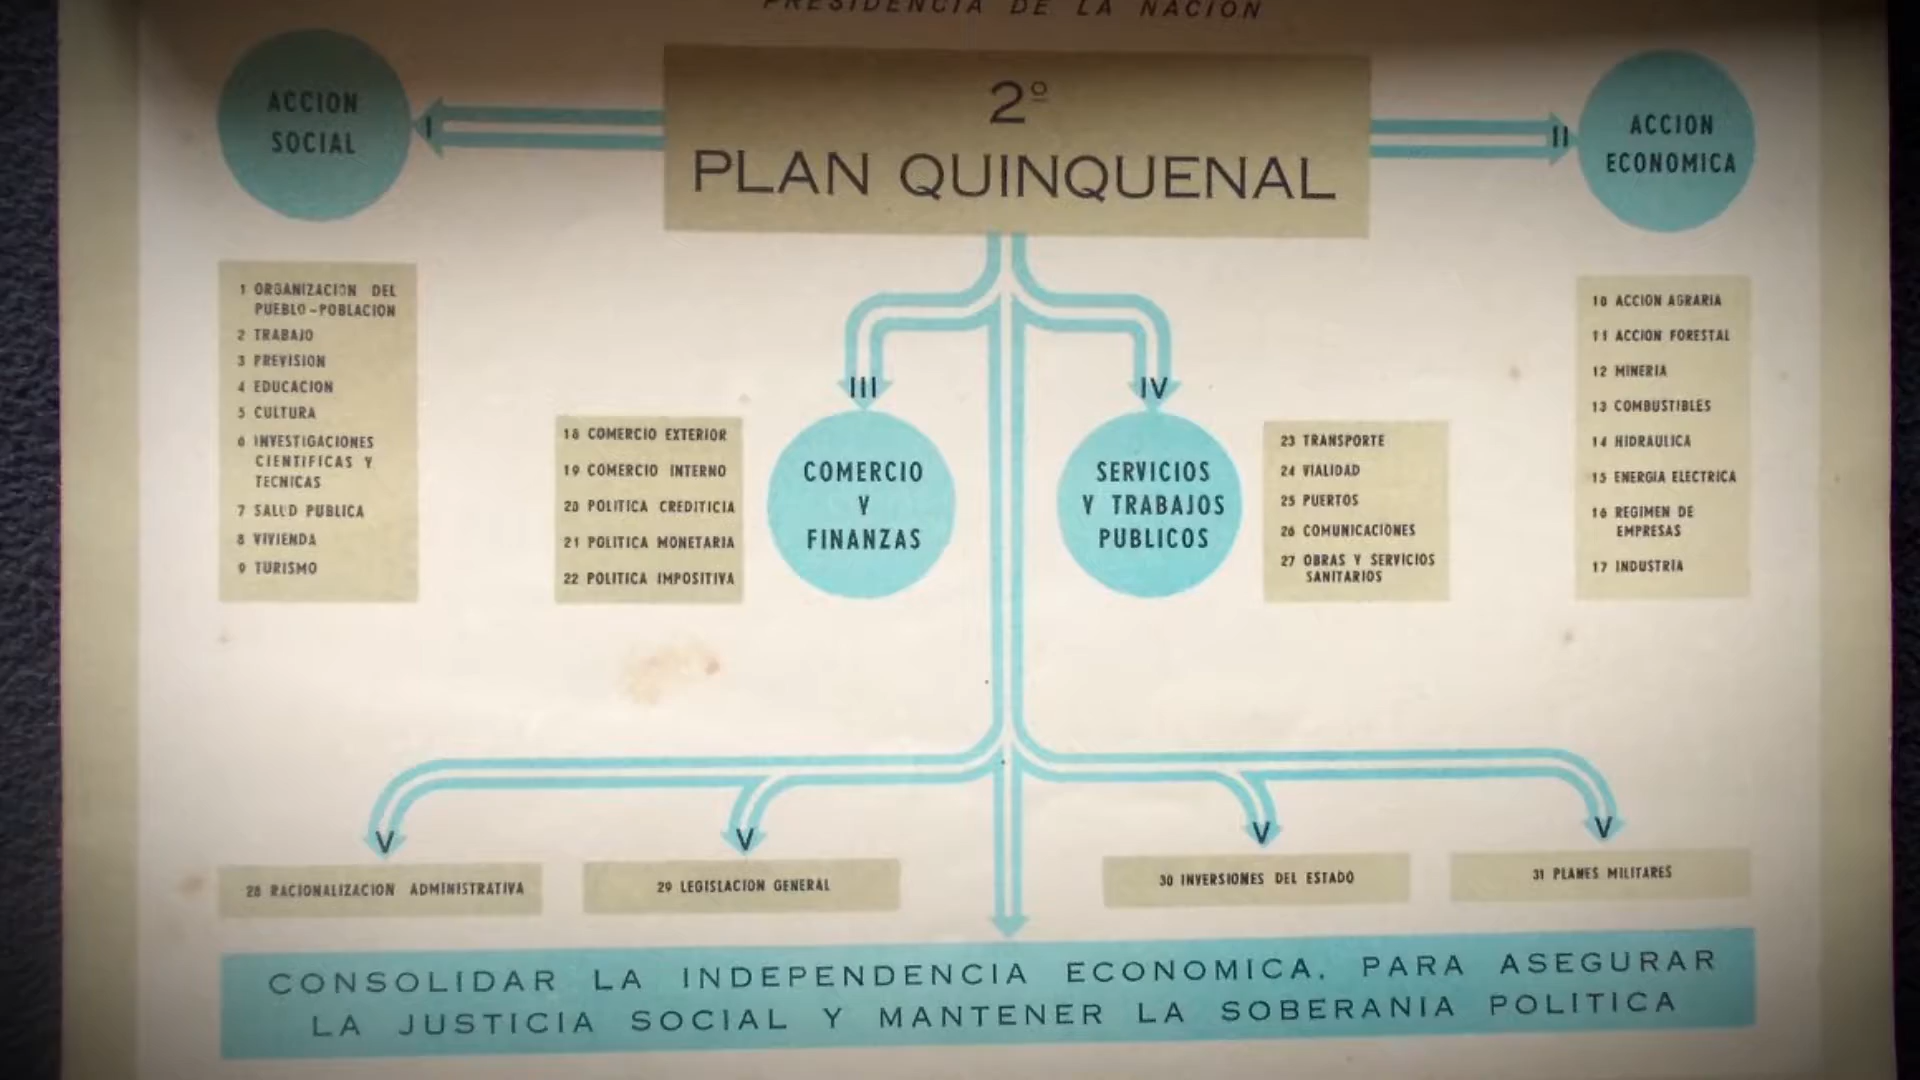 PRESIDENCIA DE LA NACION
2º
PLAN QUINQUENAL
ACCION
SOCIAL
I
II
ACCION
ECONOMICA
1 ORGANIZACION DEL
PUEBLO-POBLACION
2 TRABAJO
3 PREVISION
4 EDUCACION
5 CULTURA
6 INVESTIGACIONES
CIENTIFICAS Y
TECNICAS
7 SALUD PUBLICA
8 VIVIENDA
9 TURISMO
III
COMERCIO
Y
FINANZAS
18 COMERCIO EXTERIOR
19 COMERCIO INTERNO
20 POLITICA CREDITICIA
21 POLITICA MONETARIA
22 POLITICA IMPOSITIVA
IV
SERVICIOS
Y TRABAJOS
PUBLICOS
23 TRANSPORTE
24 VIALIDAD
25 PUERTOS
26 COMUNICACIONES
27 OBRAS Y SERVICIOS
SANITARIOS
10 ACCION AGRARIA
11 ACCION FORESTAL
12 MINERIA
13 COMBUSTIBLES
14 HIDRAULICA
15 ENERGIA ELECTRICA
16 REGIMEN DE
EMPRESAS
17 INDUSTRIA
V
V
V
V
28 RACIONALIZACION ADMINISTRATIVA
29 LEGISLACION GENERAL
30 INVERSIONES DEL ESTADO
31 PLANES MILITARES
CONSOLIDAR LA INDEPENDENCIA ECONOMICA, PARA ASEGURAR
LA JUSTICIA SOCIAL Y MANTENER LA SOBERANIA POLITICA